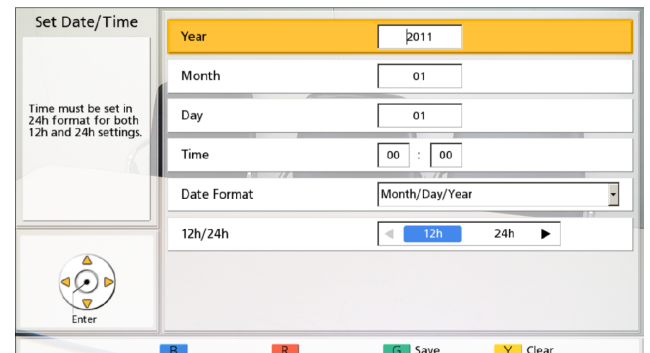 Set Date/Time
Time must be set in
24h format for both
12h and 24h settings.
Enter
Year 2011
Month 01
Day 01
Time 00 : 00
Date Format Month/Day/Year
12h/24h 12h 24h
B R G Save Y Clear